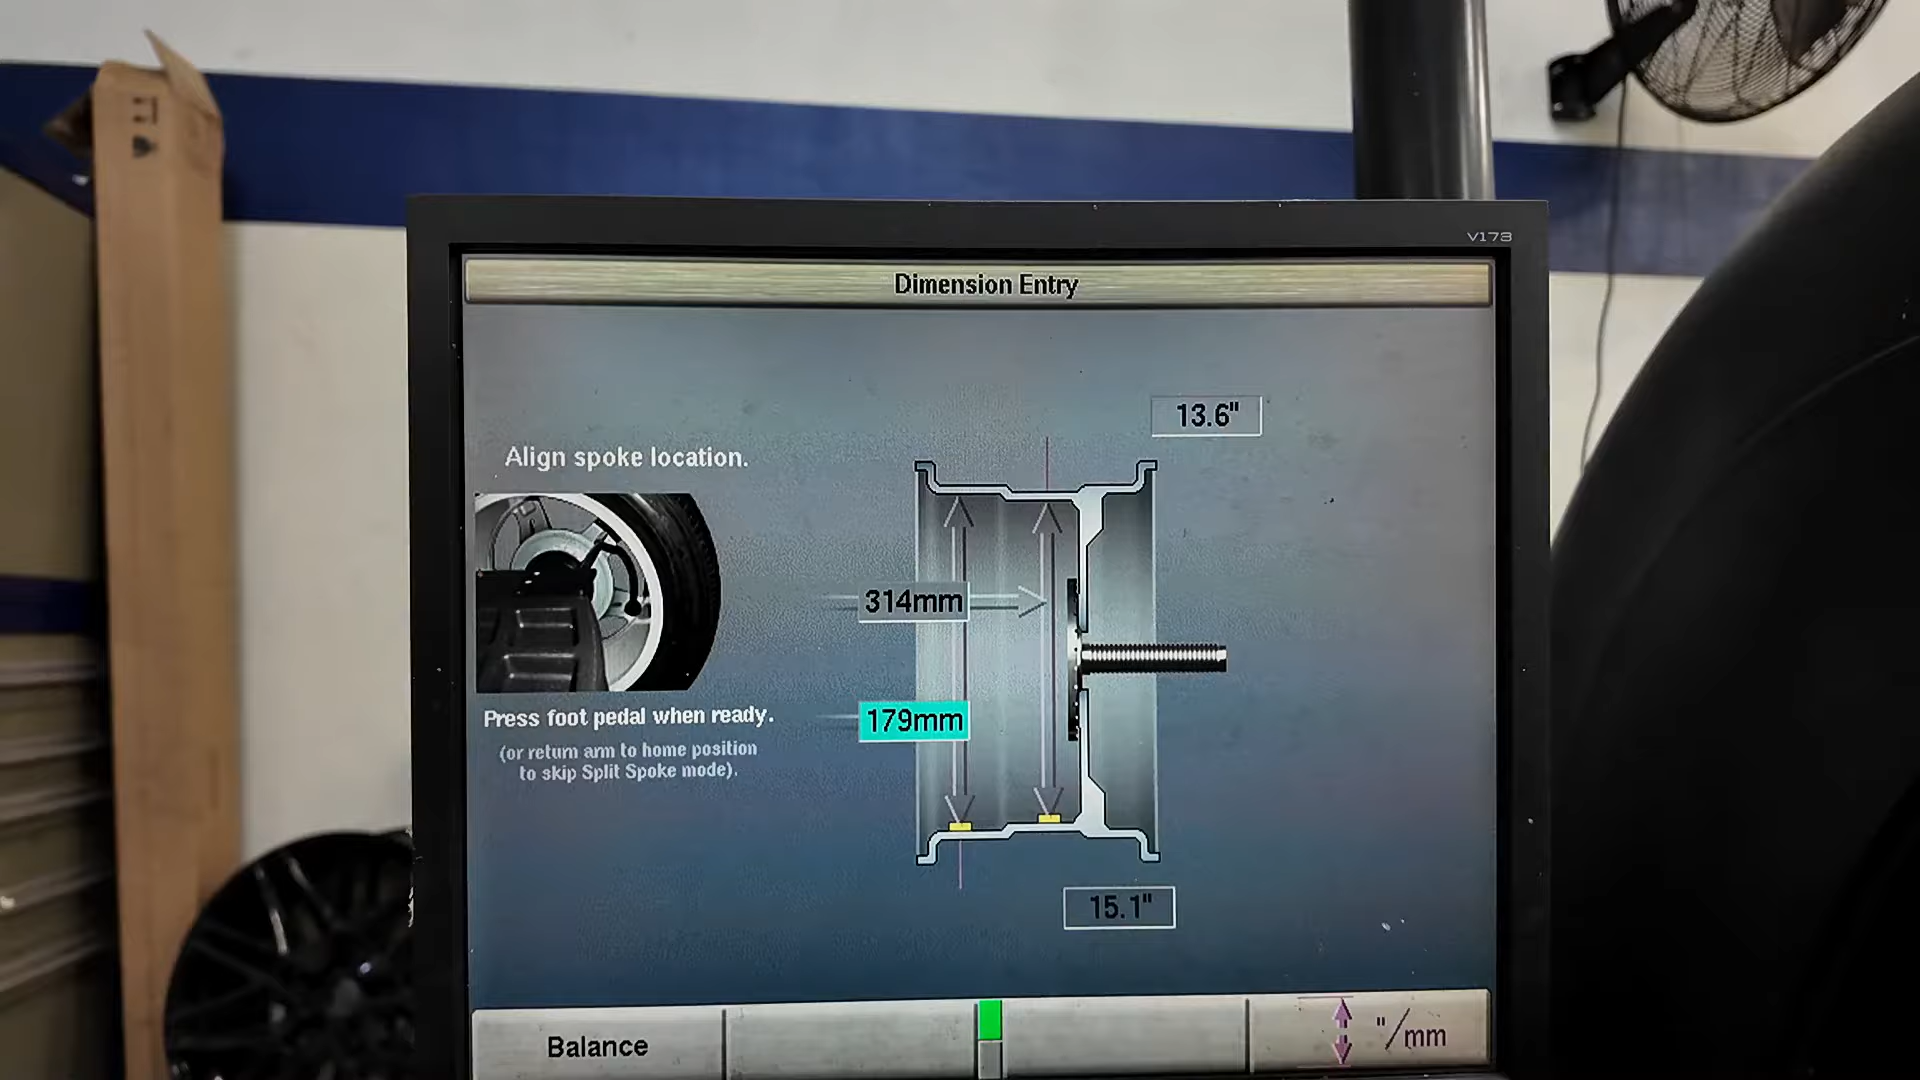 V173
Dimension Entry
13.6"
Align spoke location.
314mm
179mm
Press foot pedal when ready.
(or return arm to home position
to skip Split Spoke mode).
15.1"
Balance
"/mm